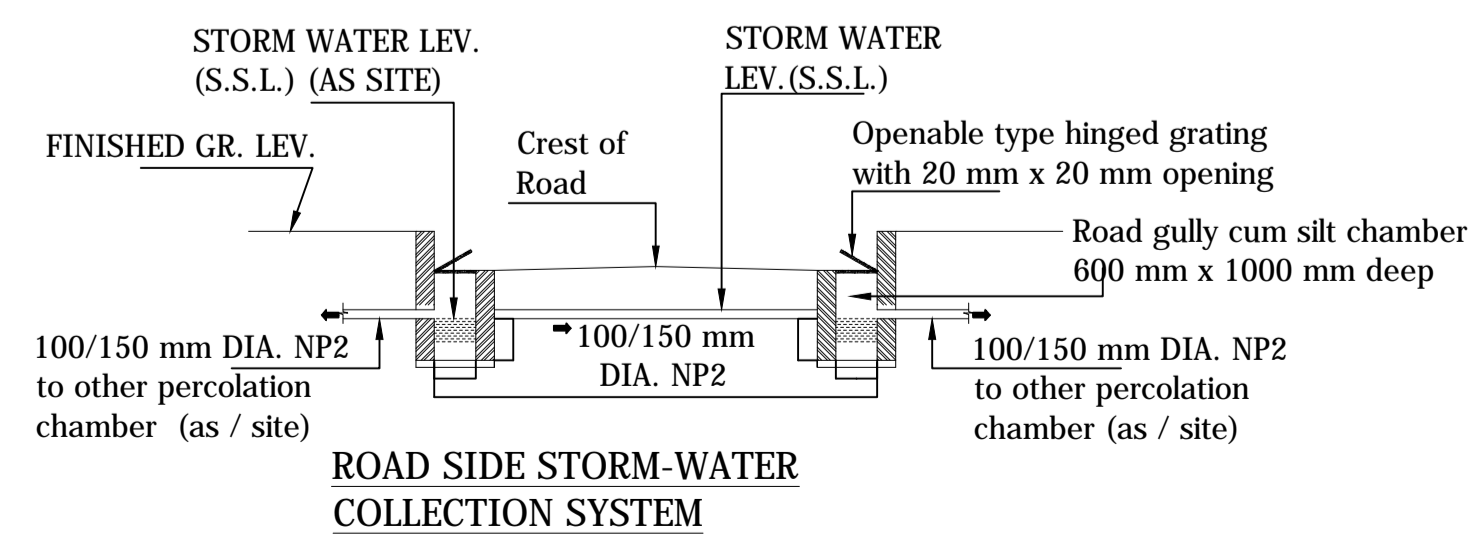 STORM WATER LEV.
(S.S.L.) (AS SITE)
STORM WATER
LEV.(S.S.L.)
FINISHED GR. LEV.
Crest of
Road
Openable type hinged grating
with 20 mm x 20 mm opening
Road gully cum silt chamber
600 mm x 1000 mm deep
100/150 mm DIA. NP2
to other percolation
chamber (as / site)
100/150 mm
DIA. NP2
100/150 mm DIA. NP2
to other percolation
chamber (as / site)
ROAD SIDE STORM-WATER
COLLECTION SYSTEM